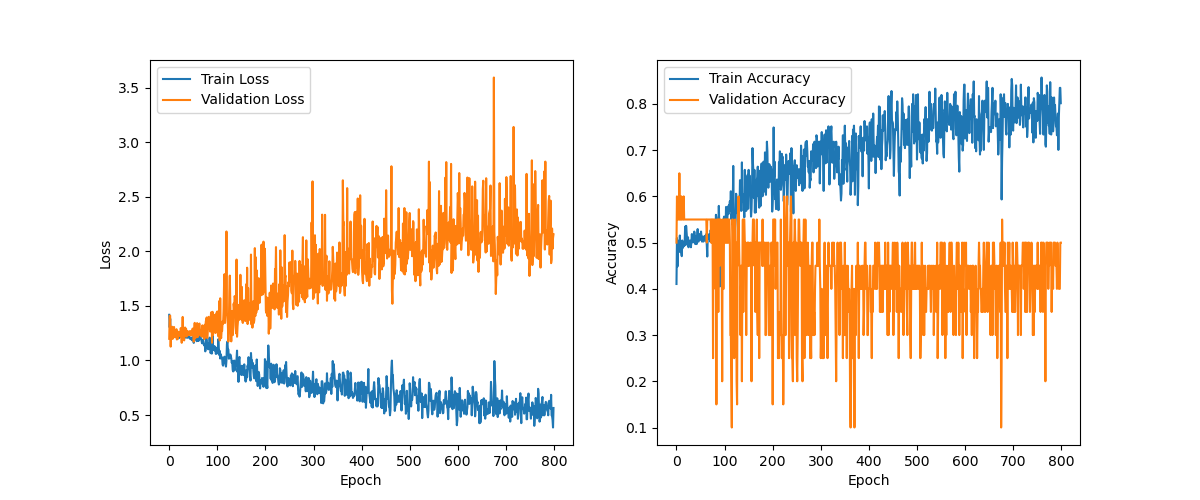 Train Loss
Validation Loss
Loss
3.5
3.0
2.5
2.0
1.5
1.0
0.5
0 100 200 300 400 500 600 700 800
Epoch
Train Accuracy
Validation Accuracy
Accuracy
0.8
0.7
0.6
0.5
0.4
0.3
0.2
0.1
0 100 200 300 400 500 600 700 800
Epoch